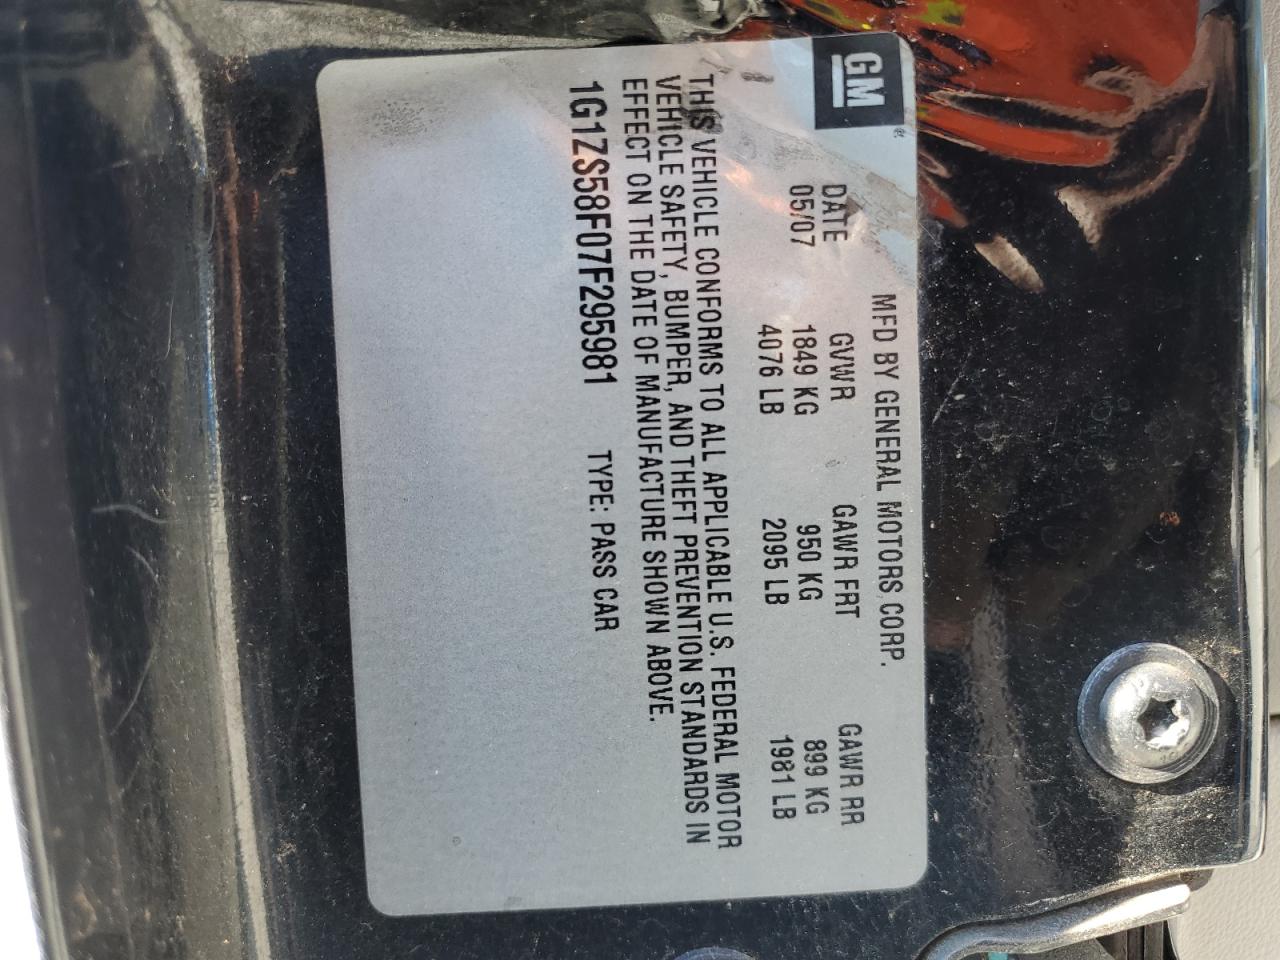 GM
MFD BY GENERAL MOTORS CORP.
DATE GVWR GAWR FRT GAWR RR
05/07 1849 KG 950 KG 899 KG
4076 LB 2095 LB 1981 LB
THIS VEHICLE CONFORMS TO ALL APPLICABLE U.S. FEDERAL MOTOR
VEHICLE SAFETY, BUMPER, AND THEFT PREVENTION STANDARDS IN
EFFECT ON THE DATE OF MANUFACTURE SHOWN ABOVE.
1G1ZS58F07F295981 TYPE: PASS CAR